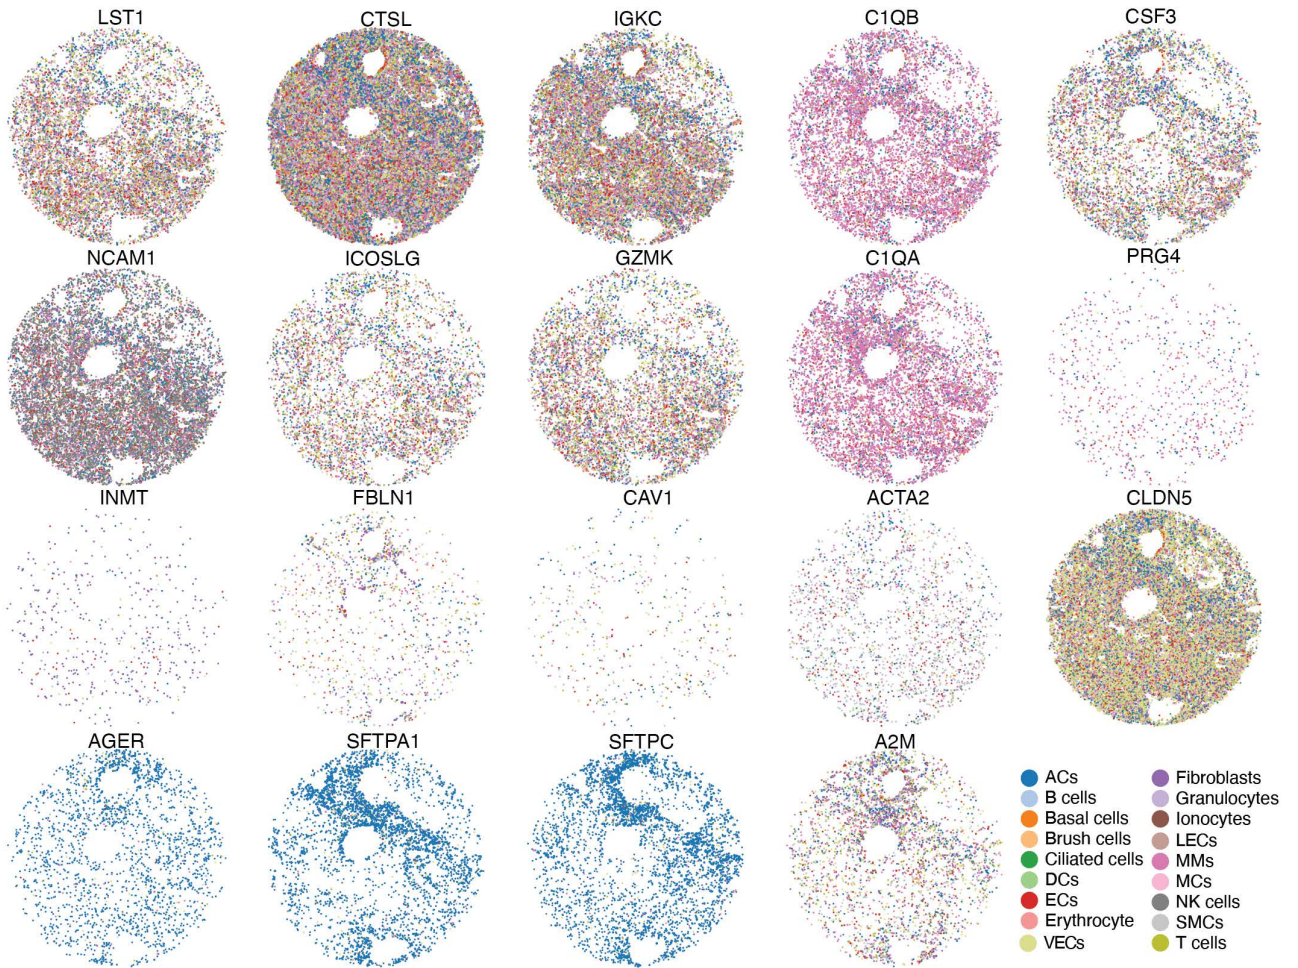 LST1 CTSL IGKC C1QB CSF3
NCAM1 ICOSLG GZMK C1QA PRG4
INMT FBLN1 CAV1 ACTA2 CLDN5
AGER SFTPA1 SFTPC A2M
ACs
B cells
Basal cells
Brush cells
Ciliated cells
DCs
ECs
Erythrocyte
VECs
Fibroblasts
Granulocytes
Ionocytes
LECs
MMs
MCs
NK cells
SMCs
T cells